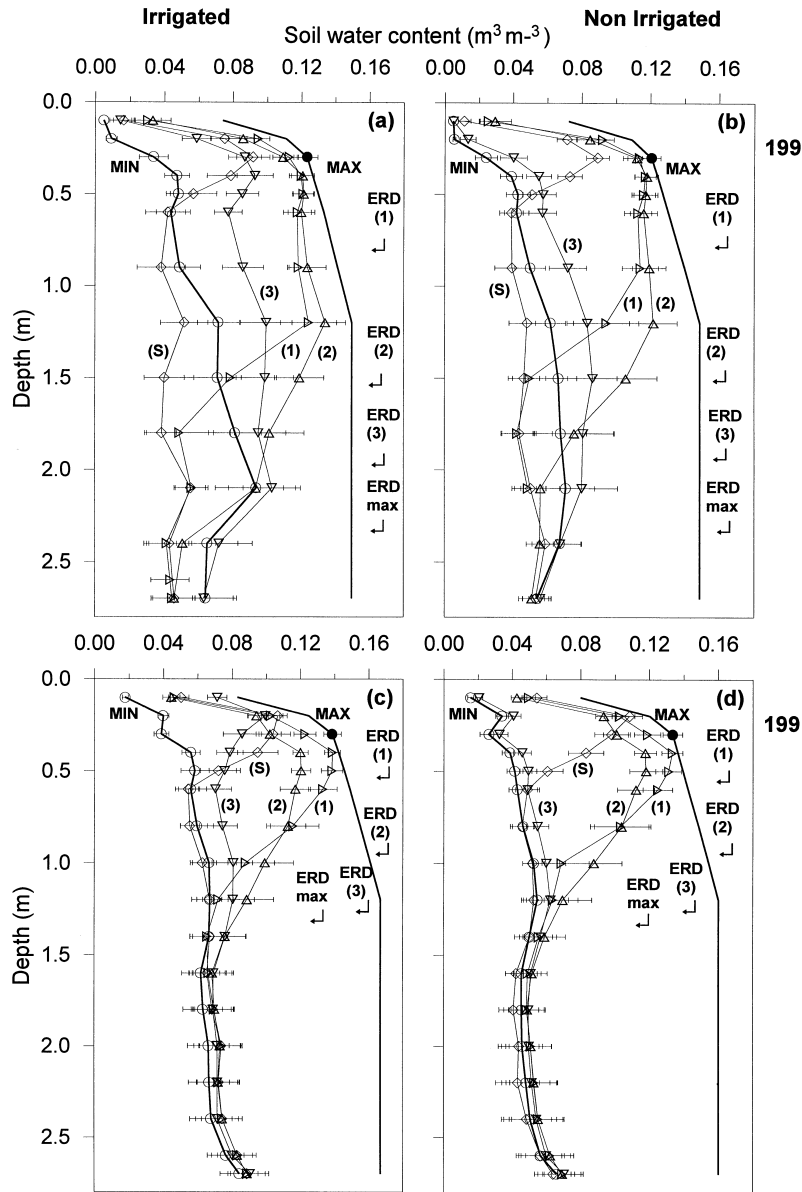 Irrigated Non Irrigated
Soil water content (m³ m-³)
0.00 0.04 0.08 0.12 0.16 0.00 0.04 0.08 0.12 0.16
0.0
(a) (b)
199
MIN MAX MIN MAX
0.5
ERD (1) ERD (1)
1.0
(3) (3)
(S) (1) (2) (S) (1) (2)
ERD (2) ERD (2)
1.5
ERD (3) ERD (3)
2.0
ERD max ERD max
2.5
Depth (m)
0.00 0.04 0.08 0.12 0.16 0.00 0.04 0.08 0.12 0.16
0.0
(c) (d)
199
MIN MAX MIN MAX
ERD (1) ERD (1)
(S) (S)
0.5
(3) (2) (1) (3) (2) (1)
ERD (2) ERD (2)
1.0
ERD max ERD (3) ERD max ERD (3)
1.5
2.0
2.5
Depth (m)